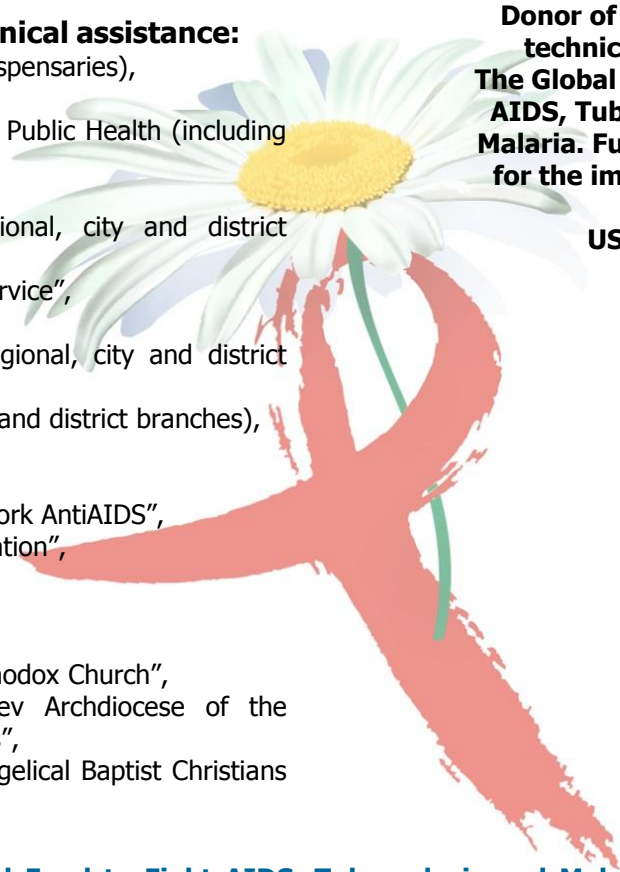 nical assistance:
spensaries),
Public Health (including
ional, city and district
rvice”,
gional, city and district
and district branches),
ork AntiAIDS”,
ation”,
hodox Church”,
ev Archdiocese of the
”,
gelical Baptist Christians
Donor of
technic
The Global
AIDS, Tub
Malaria. Fu
for the im
US